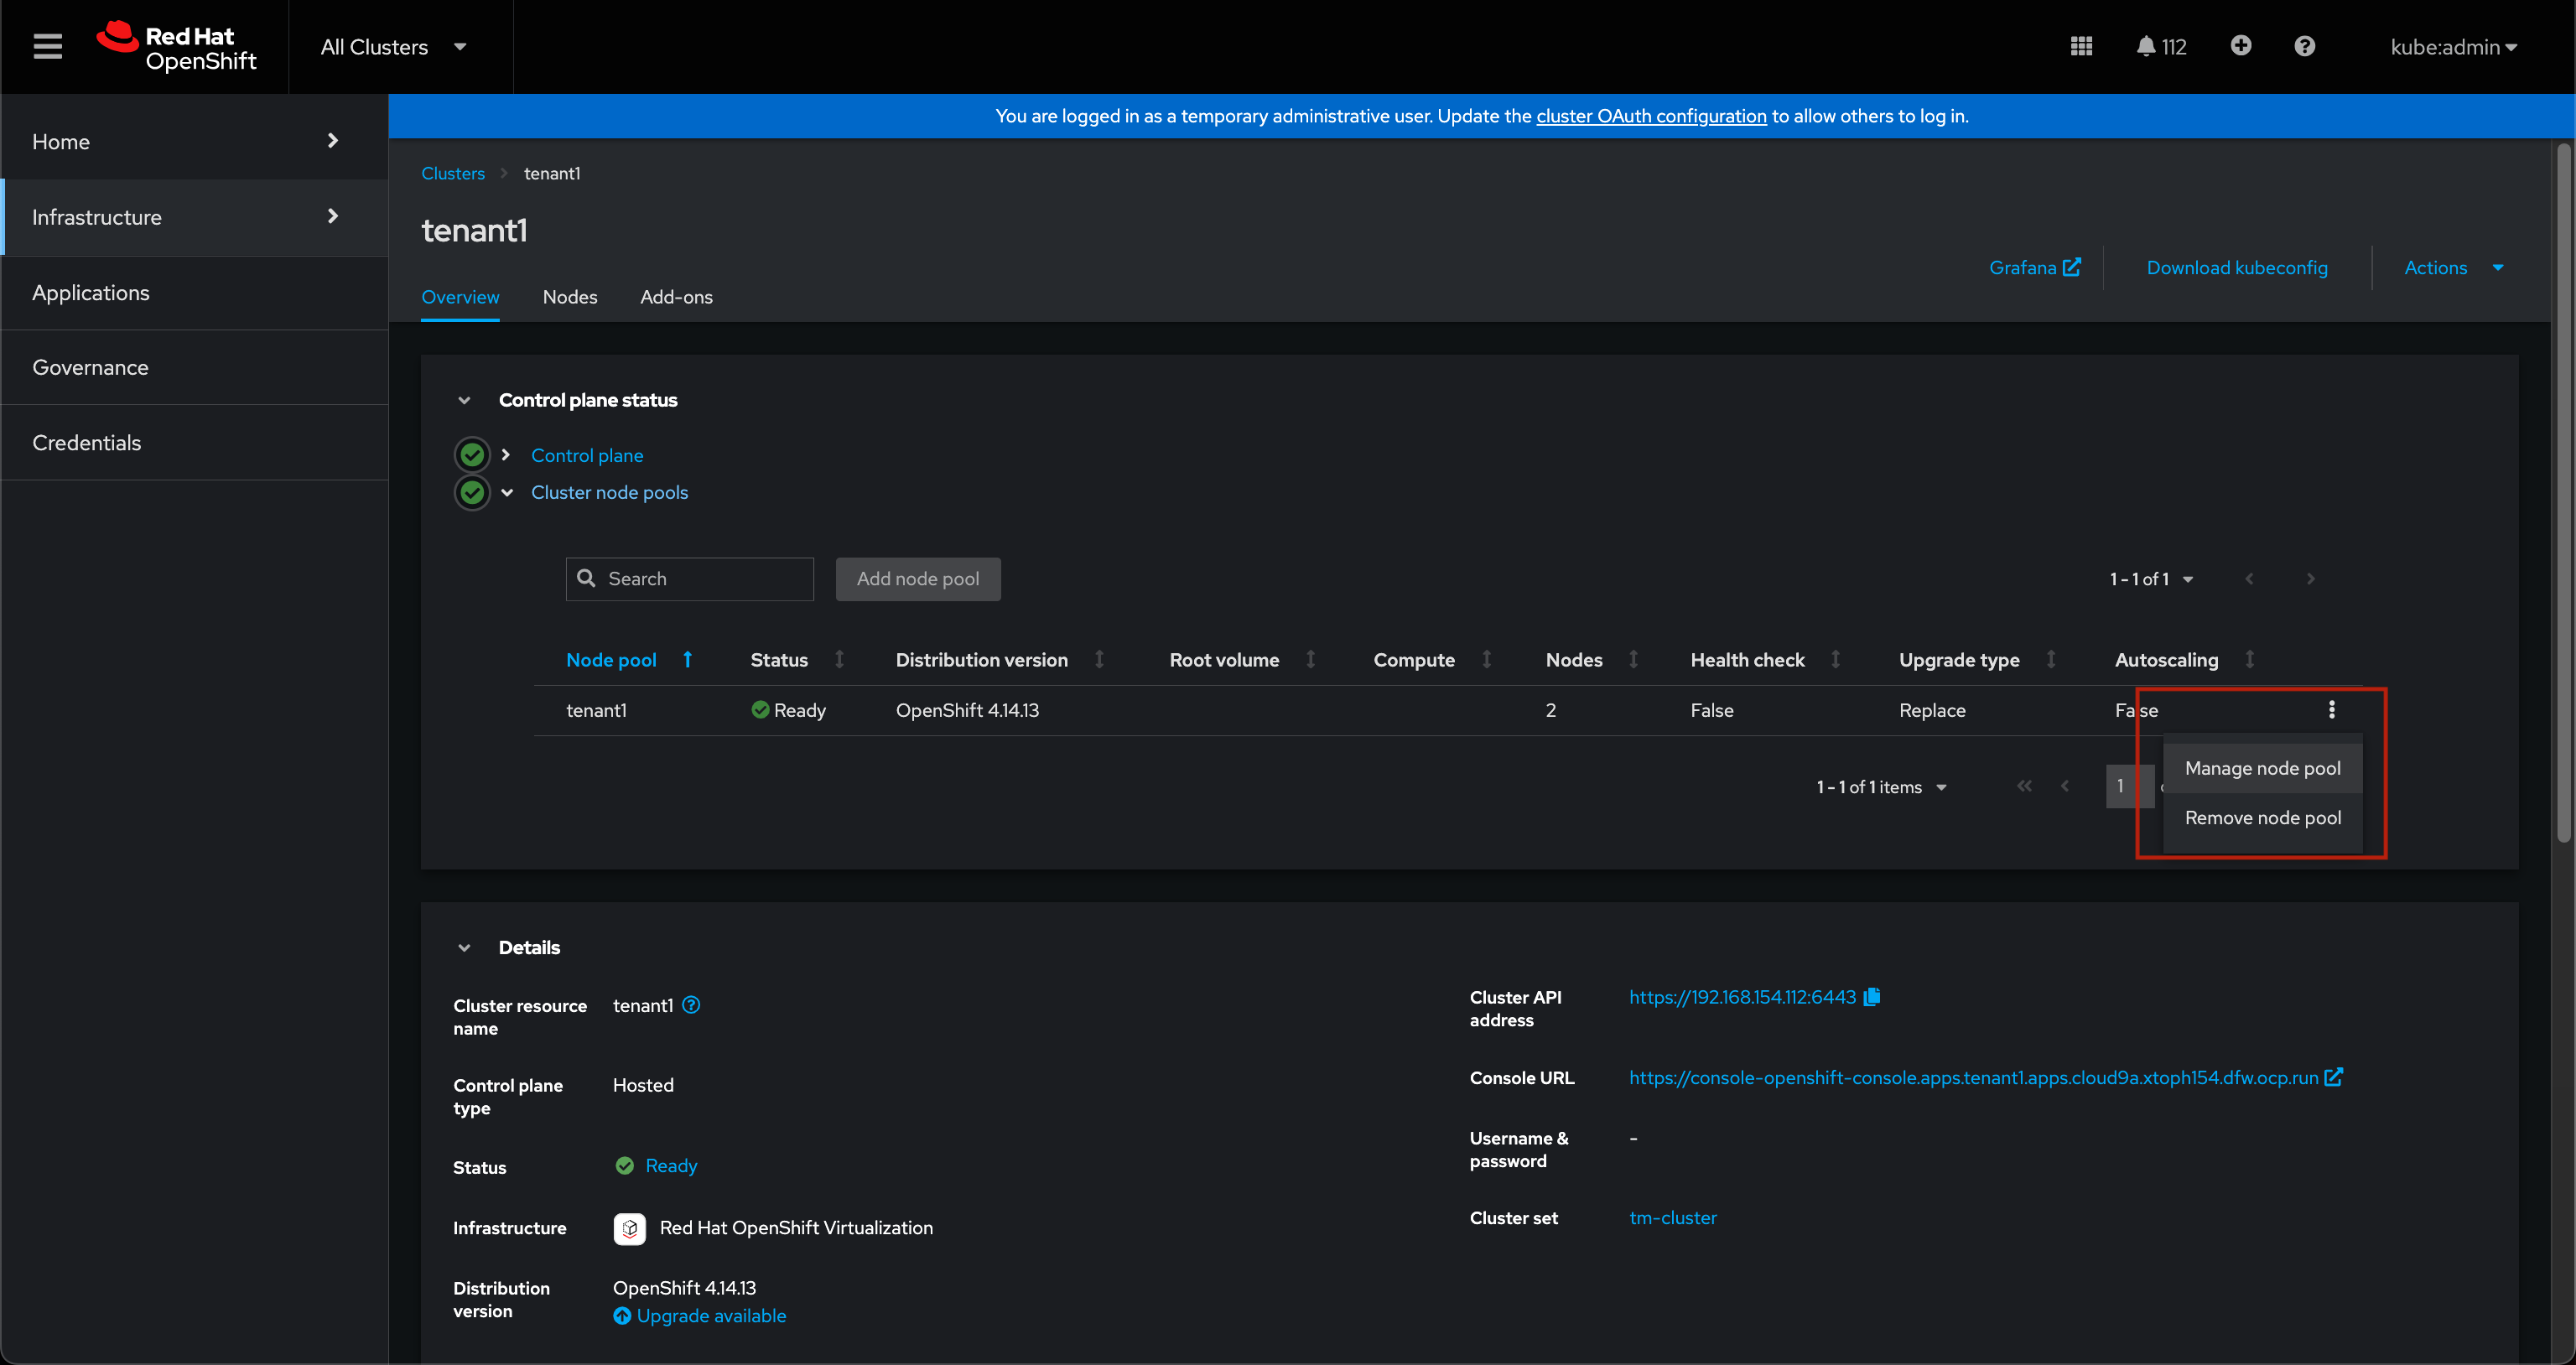 Red Hat
OpenShift
All Clusters
112
kube:admin
You are logged in as a temporary administrative user. Update the cluster OAuth configuration to allow others to log in.
Home
Infrastructure
Applications
Governance
Credentials
Clusters
tenant1
tenant1
Grafana
Download kubeconfig
Actions
Overview
Nodes
Add-ons
Control plane status
Control plane
Cluster node pools
Search
Add node pool
1 - 1 of 1
Node pool
Status
Distribution version
Root volume
Compute
Nodes
Health check
Upgrade type
Autoscaling
tenant1
Ready
OpenShift 4.14.13
2
False
Replace
False
Manage node pool
Remove node pool
1 - 1 of 1 items
1
Details
Cluster resource
name
tenant1
Control plane
type
Hosted
Status
Ready
Infrastructure
Red Hat OpenShift Virtualization
Distribution
version
OpenShift 4.14.13
Upgrade available
Cluster API
address
https://192.168.154.112:6443
Console URL
https://console-openshift-console.apps.tenant1.apps.cloud9a.xtoph154.dfw.ocp.run
Username &
password
-
Cluster set
tm-cluster